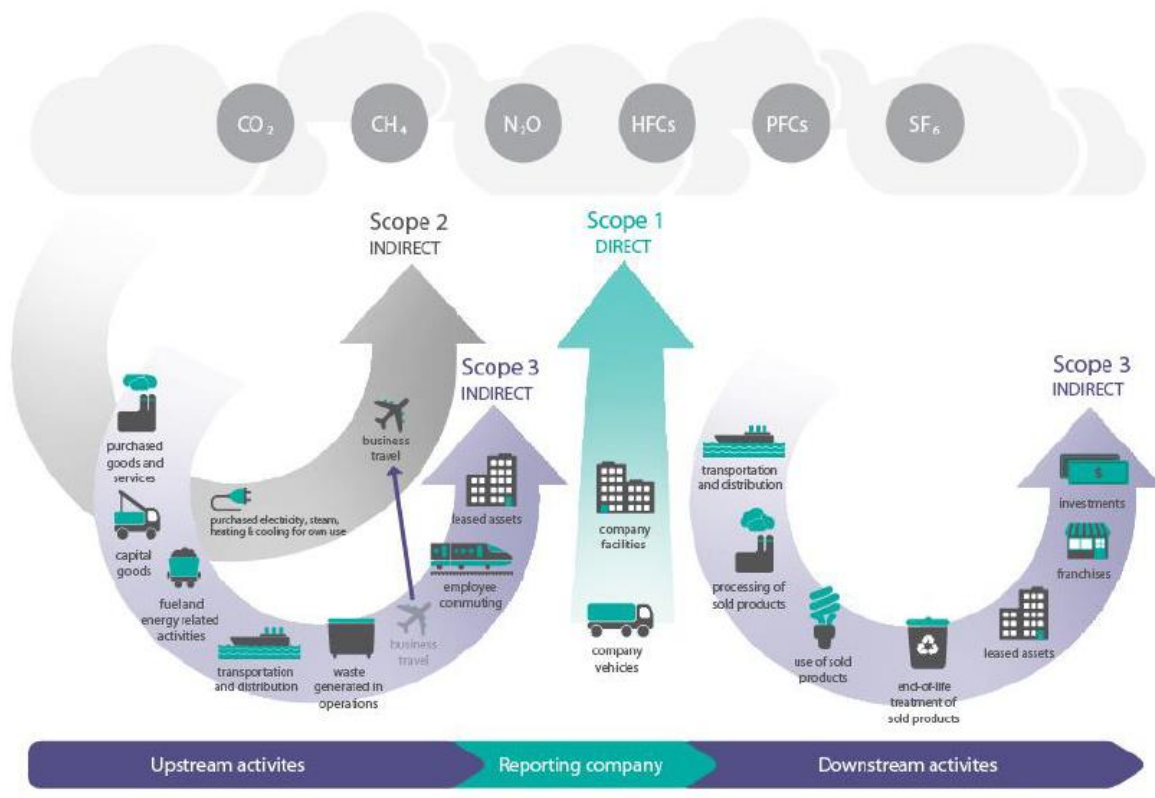 CO₂
CH₄
N₂O
HFCs
PFCs
SF₆
Scope 2
INDIRECT
Scope 1
DIRECT
Scope 3
INDIRECT
Scope 3
INDIRECT
purchased
goods and
services
capital
goods
fuel and
energy related
activities
purchased electricity, steam,
heating & cooling for own use
transportation
and distribution
waste
generated in
operations
business
travel
business
travel
employee
commuting
leased assets
company
facilities
company
vehicles
transportation
and distribution
processing of
sold products
use of sold
products
end-of-life
treatment of
sold products
leased assets
franchises
investments
$
Upstream activites
Reporting company
Downstream activites